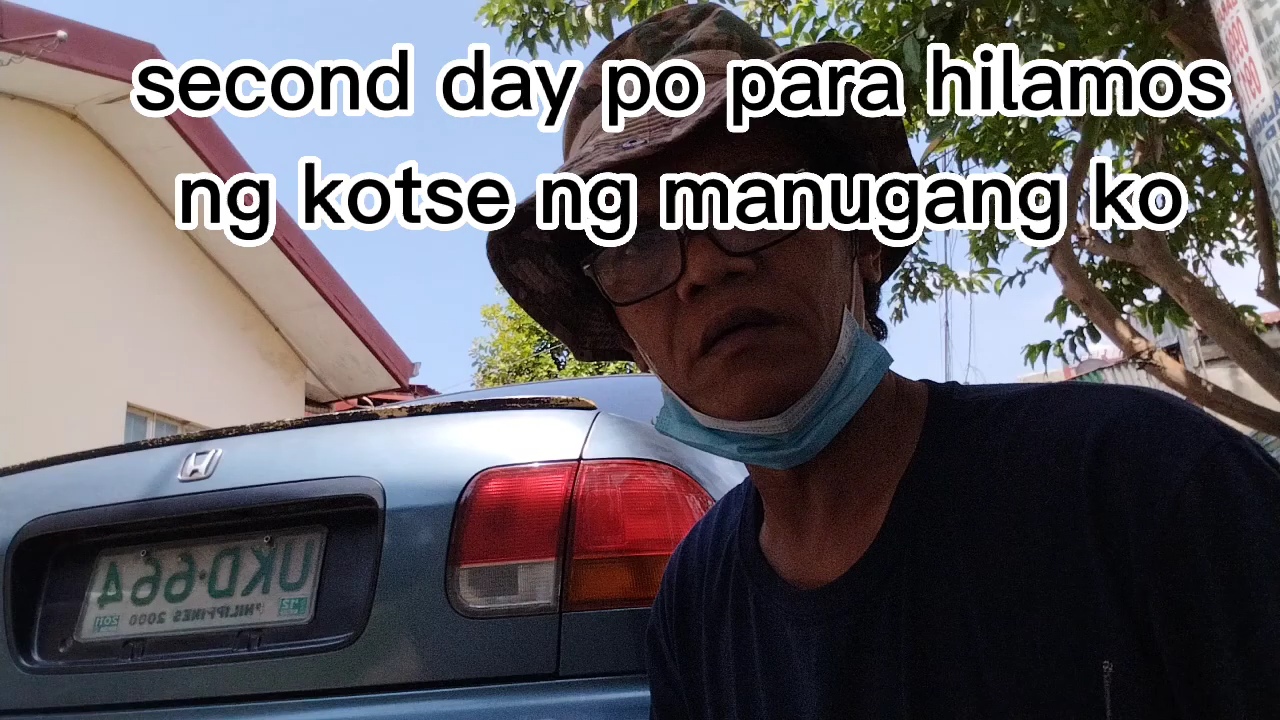 second day po para hilamos
ng kotse ng manugang ko
UKD·664
PHILIPPINES 2000